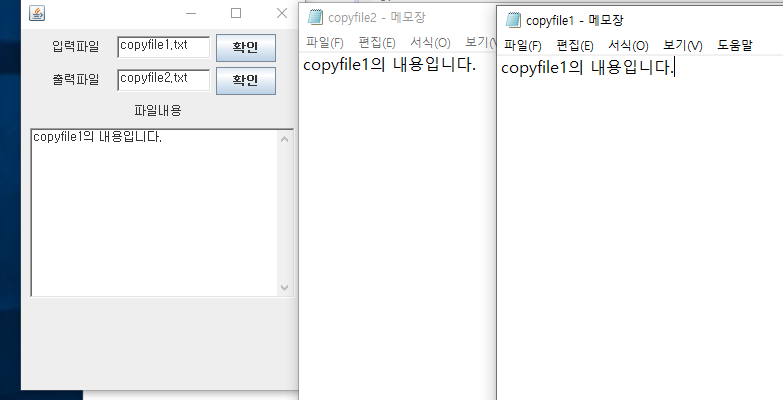 입력파일 copyfile1.txt 확인
출력파일 copyfile2.txt 확인
파일내용
copyfile1의 내용입니다.
copyfile2 - 메모장
파일(F) 편집(E) 서식(O) 보기(V
copyfile1의 내용입니다.
copyfile1 - 메모장
파일(F) 편집(E) 서식(O) 보기(V) 도움말
copyfile1의 내용입니다.